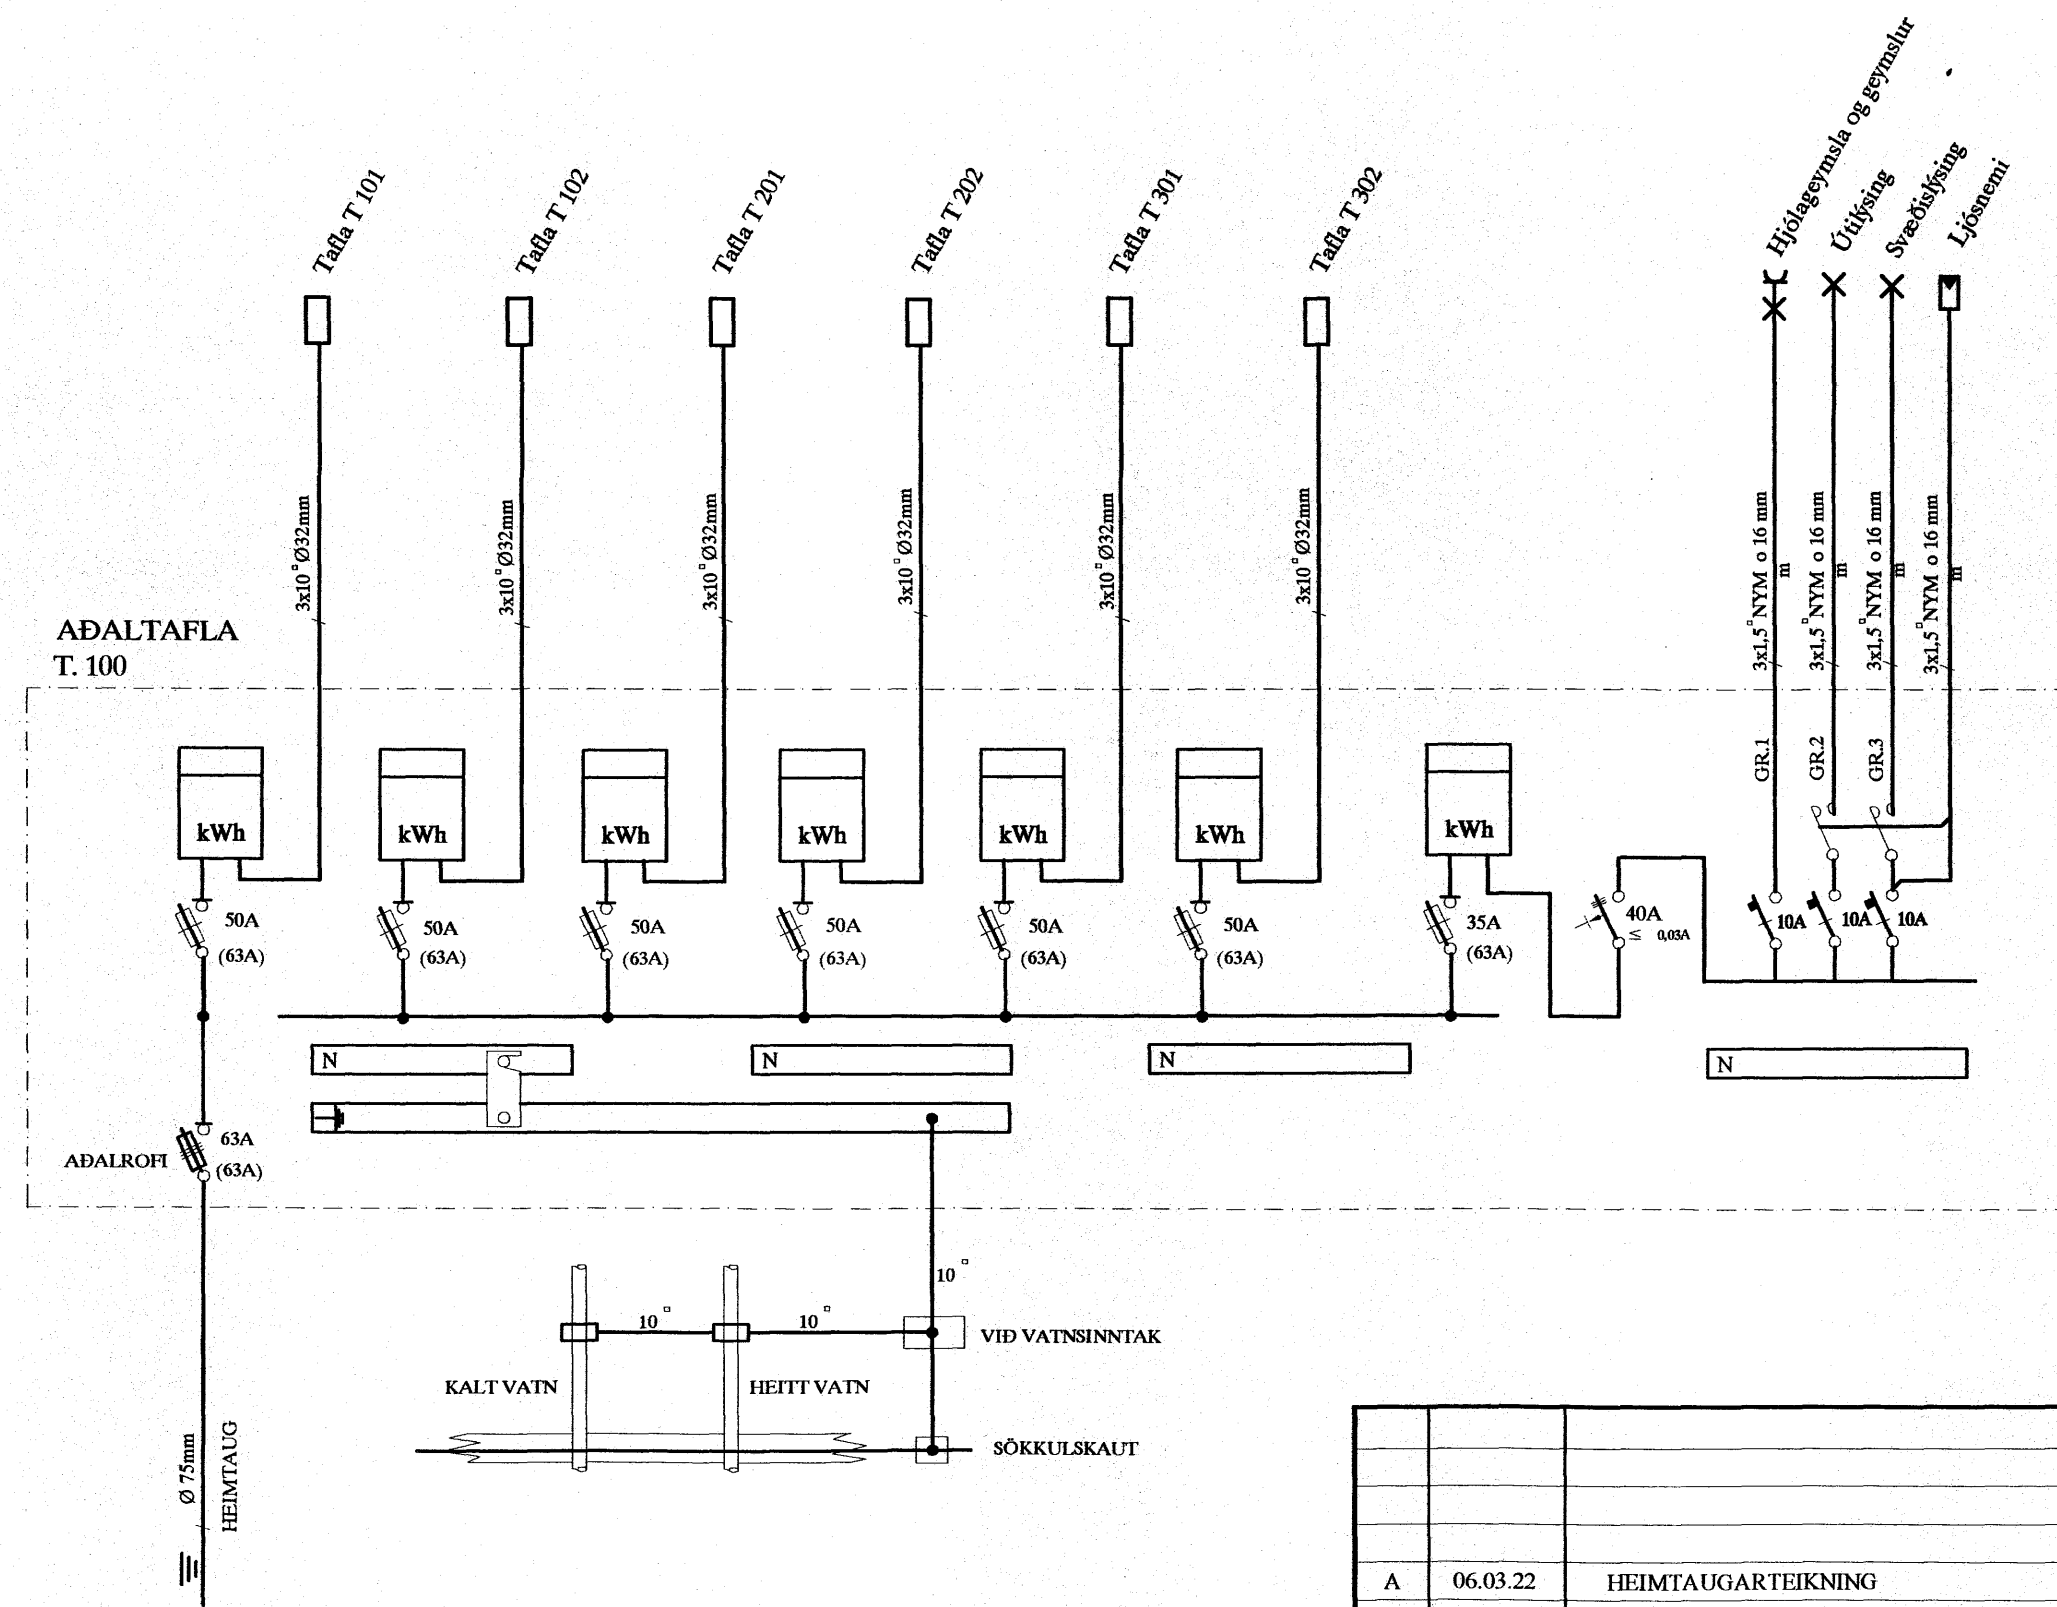 Tafla T 101
Tafla T 102
Tafla T 201
Tafla T 202
Tafla T 301
Tafla T 302
Hjólageymsla og geymslur
Útilýsing
Svæðislýsing
Ljósnemi
3x10□ Ø32mm
3x10□ Ø32mm
3x10□ Ø32mm
3x10□ Ø32mm
3x10□ Ø32mm
3x10□ Ø32mm
3x1,5□ NYM o 16 mm
3x1,5□ NYM o 16 mm
3x1,5□ NYM o 16 mm
3x1,5□ NYM o 16 mm
AÐALTAFLA
T. 100
GR.1
GR.2
GR.3
kWh
kWh
kWh
kWh
kWh
kWh
kWh
50A
(63A)
50A
(63A)
50A
(63A)
50A
(63A)
50A
(63A)
50A
(63A)
35A
(63A)
40A
≤ 0,03A
10A
10A
10A
N
N
N
N
AÐALROFI
63A
(63A)
10□
10□
10□
VIÐ VATNSINNTAK
KALT VATN
HEITT VATN
SÖKKULSKAUT
Ø 75mm
HEIMTAUG
A 06.03.22 HEIMTAUGARTEIKNING